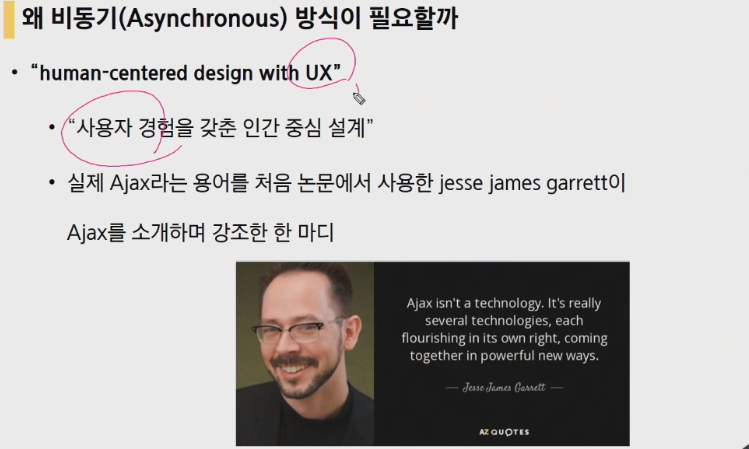 왜 비동기(Asynchronous) 방식이 필요할까
• “human-centered design with UX”
• “사용자 경험을 갖춘 인간 중심 설계”
• 실제 Ajax라는 용어를 처음 논문에서 사용한 jesse james garrett이
Ajax를 소개하며 강조한 한 마디
Ajax isn't a technology. It's really
several technologies, each
flourishing in its own right, coming
together in powerful new ways.
— Jesse James Garrett —
AZ QUOTES